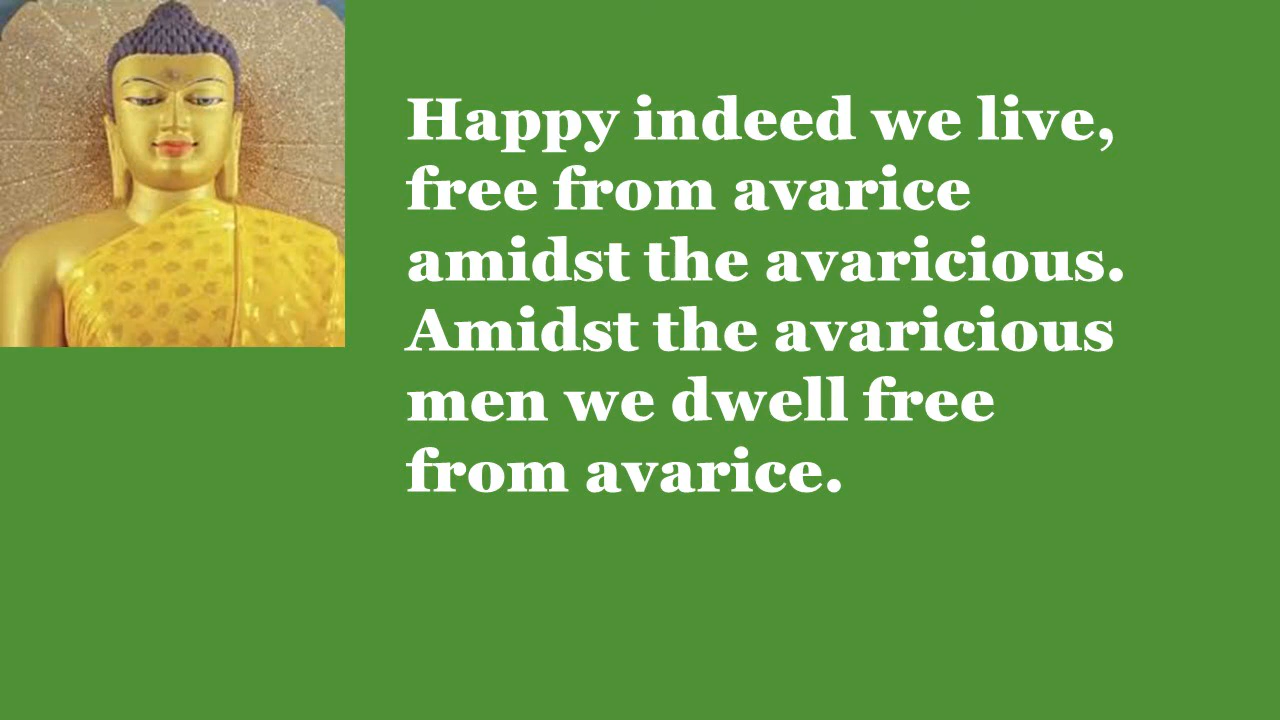 Happy indeed we live,
free from avarice
amidst the avaricious.
Amidst the avaricious
men we dwell free
from avarice.